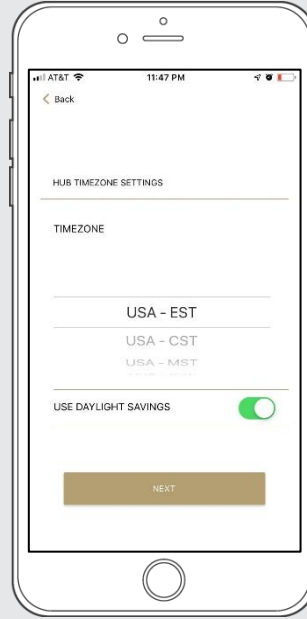 AT&T 11:47 PM
Back
HUB TIMEZONE SETTINGS
TIMEZONE
USA - EST
USA - CST
USA - MST
USE DAYLIGHT SAVINGS
NEXT